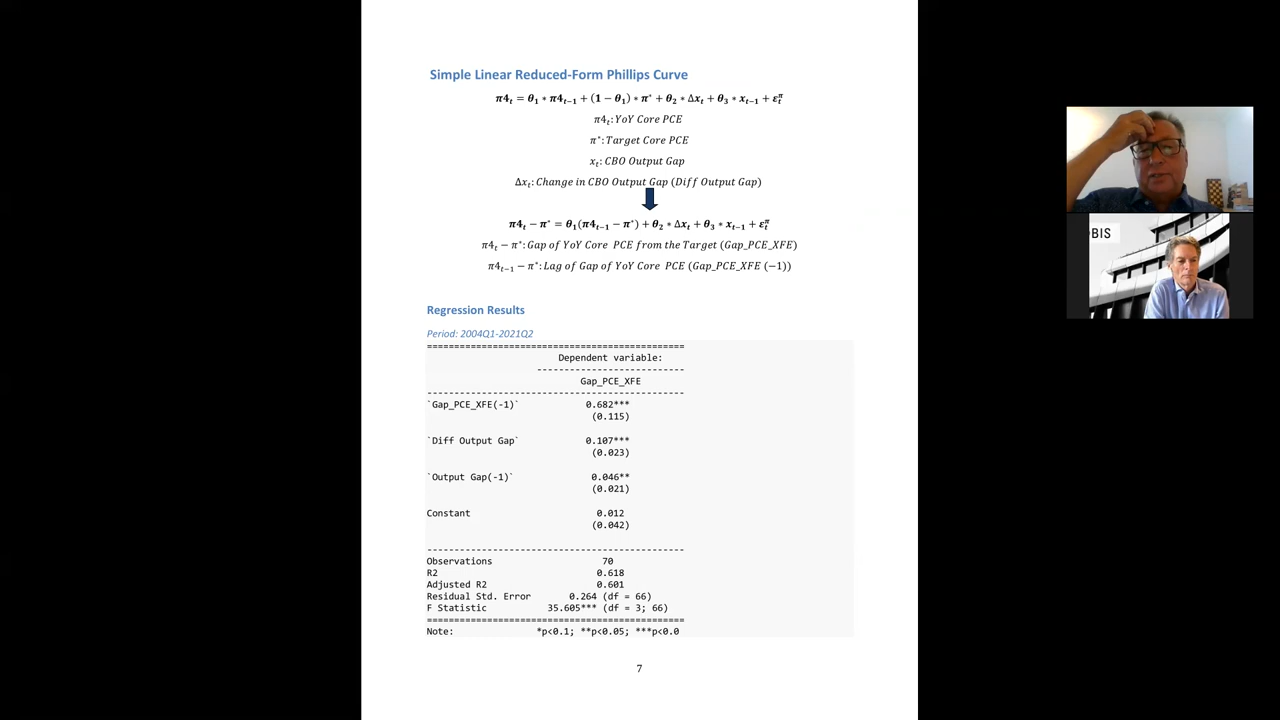 Simple Linear Reduced-Form Phillips Curve
π4ₜ = θ₁ ∗ π4ₜ₋₁ + (1 − θ₁) ∗ π* + θ₂ ∗ Δxₜ + θ₃ ∗ xₜ₋₁ + εₜ^π
π4ₜ: YoY Core PCE
π*: Target Core PCE
xₜ: CBO Output Gap
Δxₜ: Change in CBO Output Gap (Diff Output Gap)
π4ₜ − π* = θ₁(π4ₜ₋₁ − π*) + θ₂ ∗ Δxₜ + θ₃ ∗ xₜ₋₁ + εₜ^π
π4ₜ − π*: Gap of YoY Core PCE from the Target (Gap_PCE_XFE)
π4ₜ₋₁ − π*: Lag of Gap of YoY Core PCE (Gap_PCE_XFE (−1))
Regression Results
Period: 2004Q1-2021Q2
===============================================
Dependent variable:
---------------------------
Gap_PCE_XFE
-----------------------------------------------
`Gap_PCE_XFE(-1)` 0.682***
(0.115)
`Diff Output Gap` 0.107***
(0.023)
`Output Gap(-1)` 0.046**
(0.021)
Constant 0.012
(0.042)
-----------------------------------------------
Observations 70
R2 0.618
Adjusted R2 0.601
Residual Std. Error 0.264 (df = 66)
F Statistic 35.605*** (df = 3; 66)
===============================================
Note: *p<0.1; **p<0.05; ***p<0.0
7
BIS